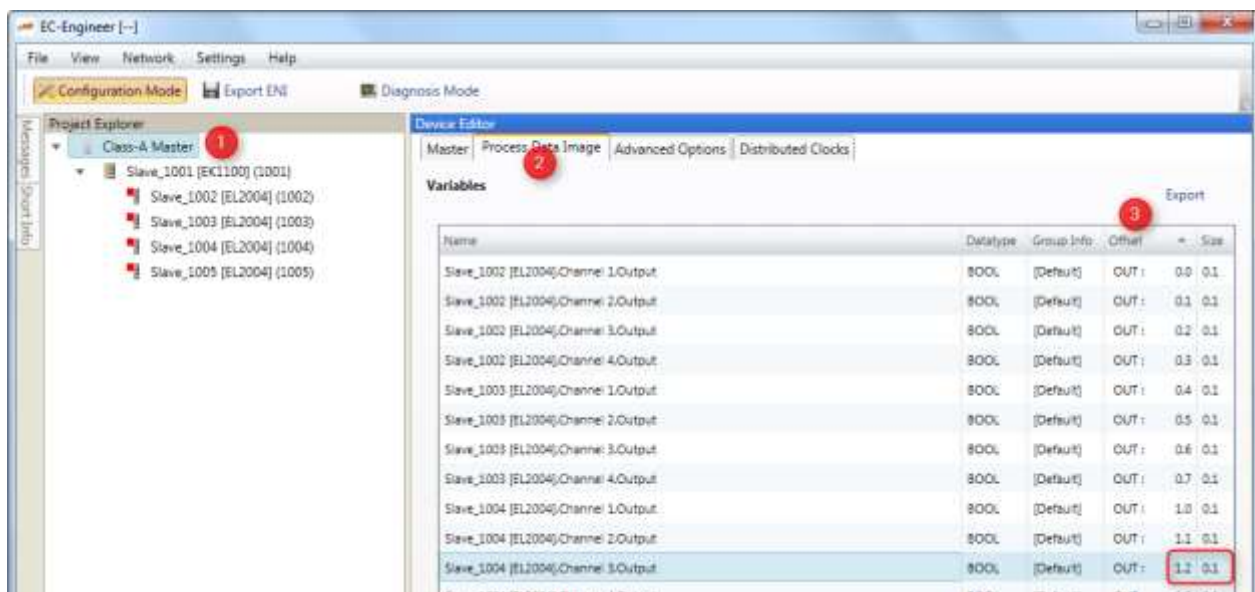 EC-Engineer [--]
File View Network Settings Help
Configuration Mode Export ENI Diagnosis Mode
Messages Short Info
Project Explorer
Class-A Master 1
Slave_1001 [EK1100] (1001)
Slave_1002 [EL2004] (1002)
Slave_1003 [EL2004] (1003)
Slave_1004 [EL2004] (1004)
Slave_1005 [EL2004] (1005)
Device Editor
Master Process Data Image Advanced Options Distributed Clocks
2
Variables
Export
3
Name Datatype Group Info Offset Size
Slave_1002 [EL2004].Channel 1.Output BOOL [Default] OUT : 0.0 0.1
Slave_1002 [EL2004].Channel 2.Output BOOL [Default] OUT : 0.1 0.1
Slave_1002 [EL2004].Channel 3.Output BOOL [Default] OUT : 0.2 0.1
Slave_1002 [EL2004].Channel 4.Output BOOL [Default] OUT : 0.3 0.1
Slave_1003 [EL2004].Channel 1.Output BOOL [Default] OUT : 0.4 0.1
Slave_1003 [EL2004].Channel 2.Output BOOL [Default] OUT : 0.5 0.1
Slave_1003 [EL2004].Channel 3.Output BOOL [Default] OUT : 0.6 0.1
Slave_1003 [EL2004].Channel 4.Output BOOL [Default] OUT : 0.7 0.1
Slave_1004 [EL2004].Channel 1.Output BOOL [Default] OUT : 1.0 0.1
Slave_1004 [EL2004].Channel 2.Output BOOL [Default] OUT : 1.1 0.1
Slave_1004 [EL2004].Channel 3.Output BOOL [Default] OUT : 1.2 0.1